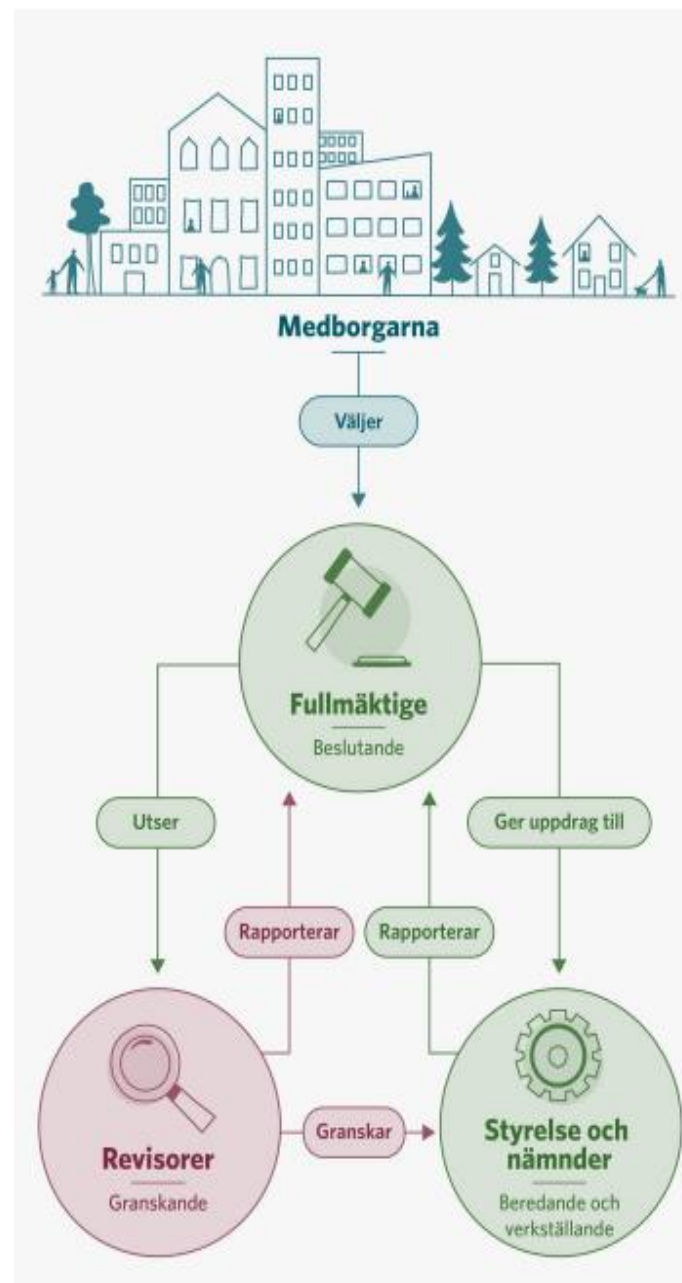 Medborgarna
Väljer
Fullmäktige
Beslutande
Utser
Ger uppdrag till
Rapporterar
Rapporterar
Revisorer
Granskande
Granskar
Styrelse och
nämnder
Beredande och
verkställande